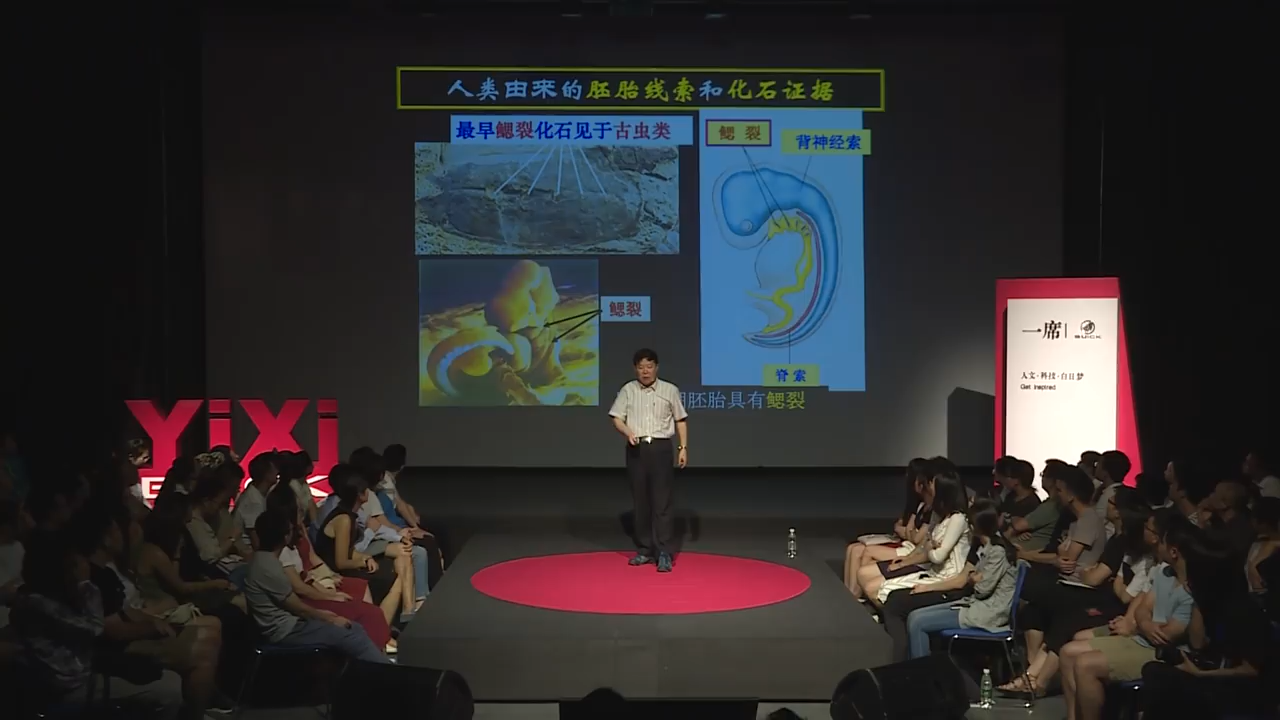 人类由来的胚胎线索和化石证据
最早鳃裂化石见于古虫类
鳃裂
背神经索
鳃裂
脊索
胚胎具有鳃裂
YiXi
一席
BUICK
人文·科技·白日梦
Get Inspired